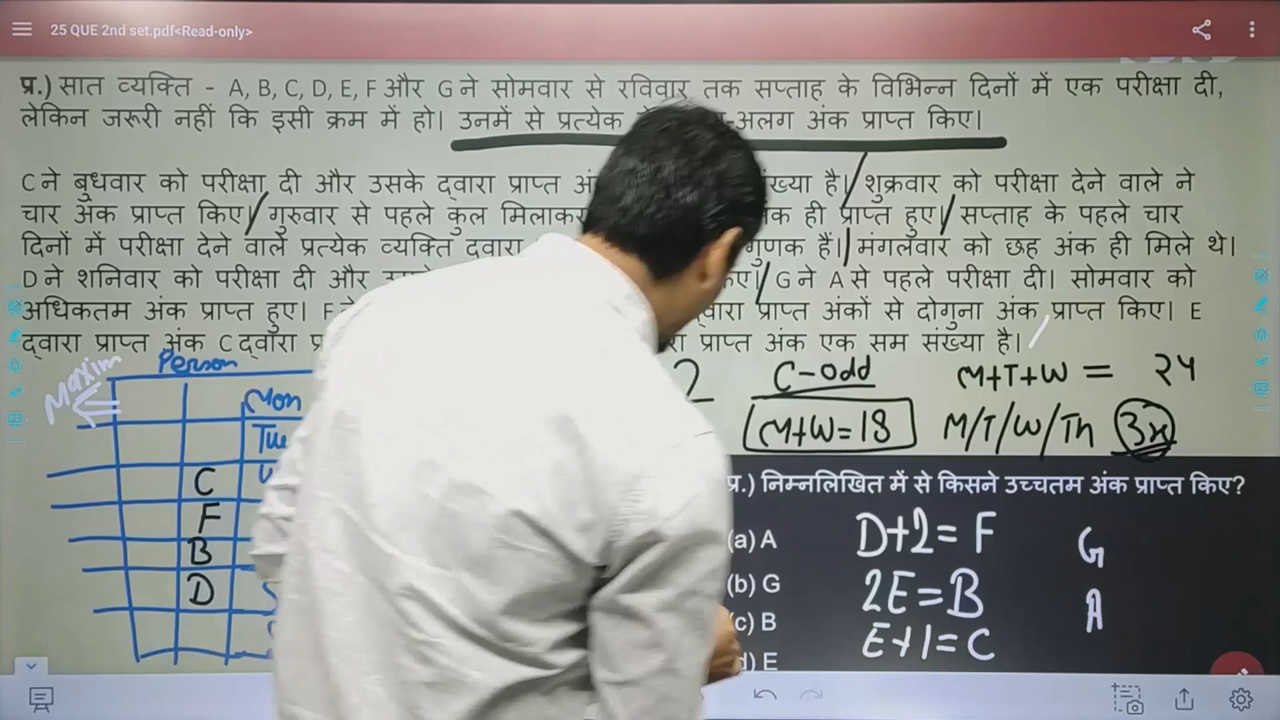 25 QUE 2nd set.pdf<Read-only>
प्र.) सात व्यक्ति - A, B, C, D, E, F और G ने सोमवार से रविवार तक सप्ताह के विभिन्न दिनों में एक परीक्षा दी,
लेकिन जरूरी नहीं कि इसी क्रम में हो। उनमें से प्रत्येक -अलग अंक प्राप्त किए।
C ने बुधवार को परीक्षा दी और उसके द्वारा प्राप्त अं ख्या है। शुक्रवार को परीक्षा देने वाले ने
चार अंक प्राप्त किए। गुरुवार से पहले कुल मिलाकर क ही प्राप्त हुए। सप्ताह के पहले चार
दिनों में परीक्षा देने वाले प्रत्येक व्यक्ति द्वारा गुणक हैं। मंगलवार को छह अंक ही मिले थे।
D ने शनिवार को परीक्षा दी और G ने A से पहले परीक्षा दी। सोमवार को
अधिकतम अंक प्राप्त हुए। द्वारा प्राप्त अंकों से दोगुना अंक प्राप्त किए। E
द्वारा प्राप्त अंक C द्वारा प्र प्राप्त अंक एक सम संख्या है।
Person
Maxim
Mon
Tue
C
F
B
D
2 C-odd M+T+W = 24
M+W=18 M/T/W/Th 3x
प्र.) निम्नलिखित में से किसने उच्चतम अंक प्राप्त किए?
(a) A D+2=F G
(b) G 2E=B A
(c) B E+1=C
d) E